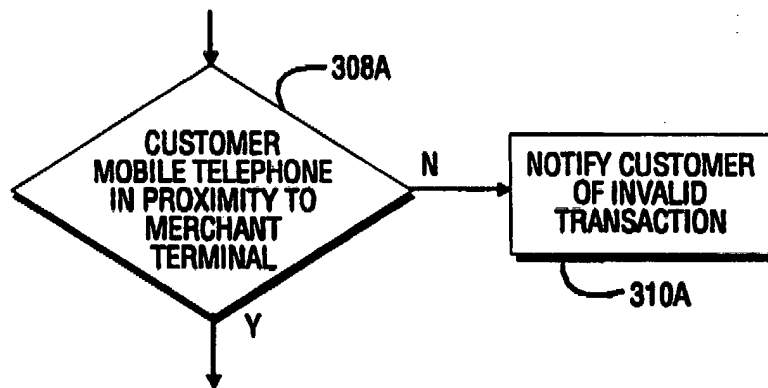 308A
CUSTOMER
MOBILE TELEPHONE
IN PROXIMITY TO
MERCHANT
TERMINAL
N
NOTIFY CUSTOMER
OF INVALID
TRANSACTION
310A
Y